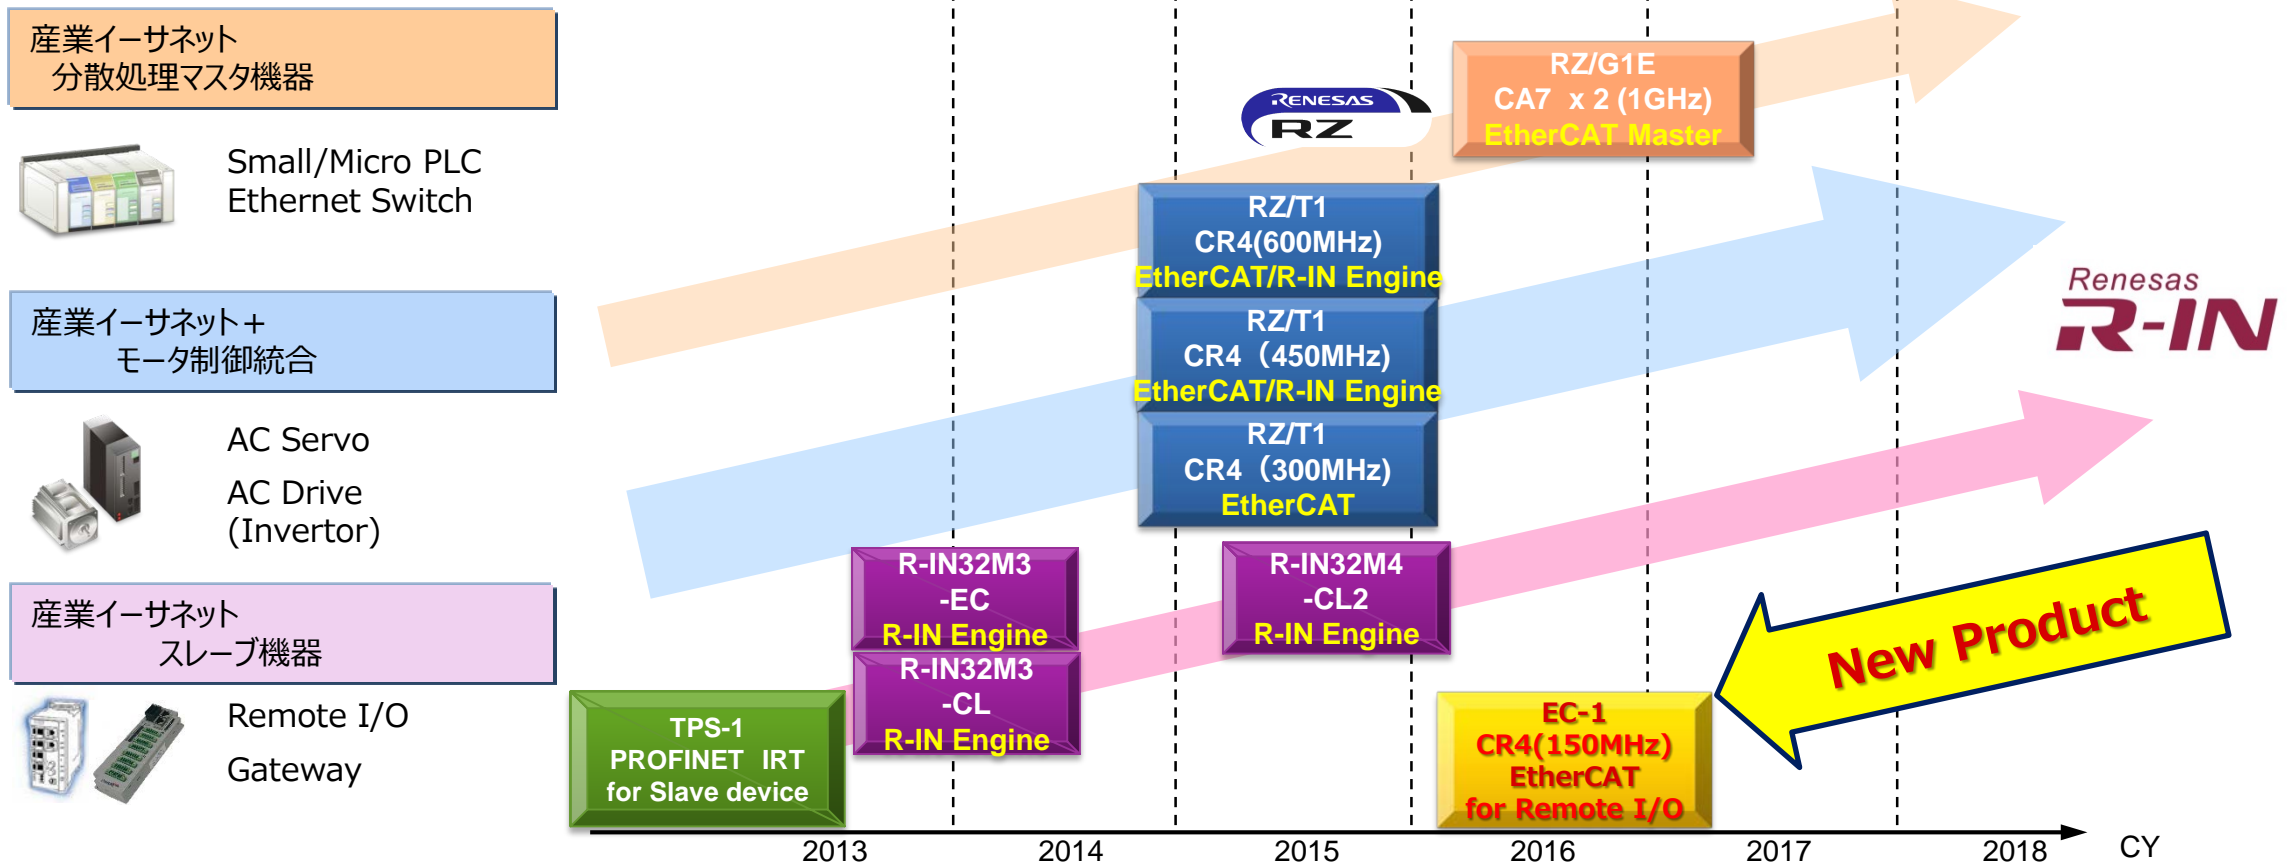 産業イーサネット
分散処理マスタ機器
Small/Micro PLC
Ethernet Switch
産業イーサネット＋
モータ制御統合
AC Servo
AC Drive
(Invertor)
産業イーサネット
スレーブ機器
Remote I/O
Gateway
RENESAS
RZ
RZ/G1E
CA7 x 2 (1GHz)
EtherCAT Master
RZ/T1
CR4(600MHz)
EtherCAT/R-IN Engine
RZ/T1
CR4（450MHz)
EtherCAT/R-IN Engine
RZ/T1
CR4（300MHz)
EtherCAT
Renesas
R-IN
R-IN32M3
-EC
R-IN Engine
R-IN32M3
-CL
R-IN Engine
R-IN32M4
-CL2
R-IN Engine
New Product
TPS-1
PROFINET IRT
for Slave device
EC-1
CR4(150MHz)
EtherCAT
for Remote I/O
2013
2014
2015
2016
2017
2018
CY